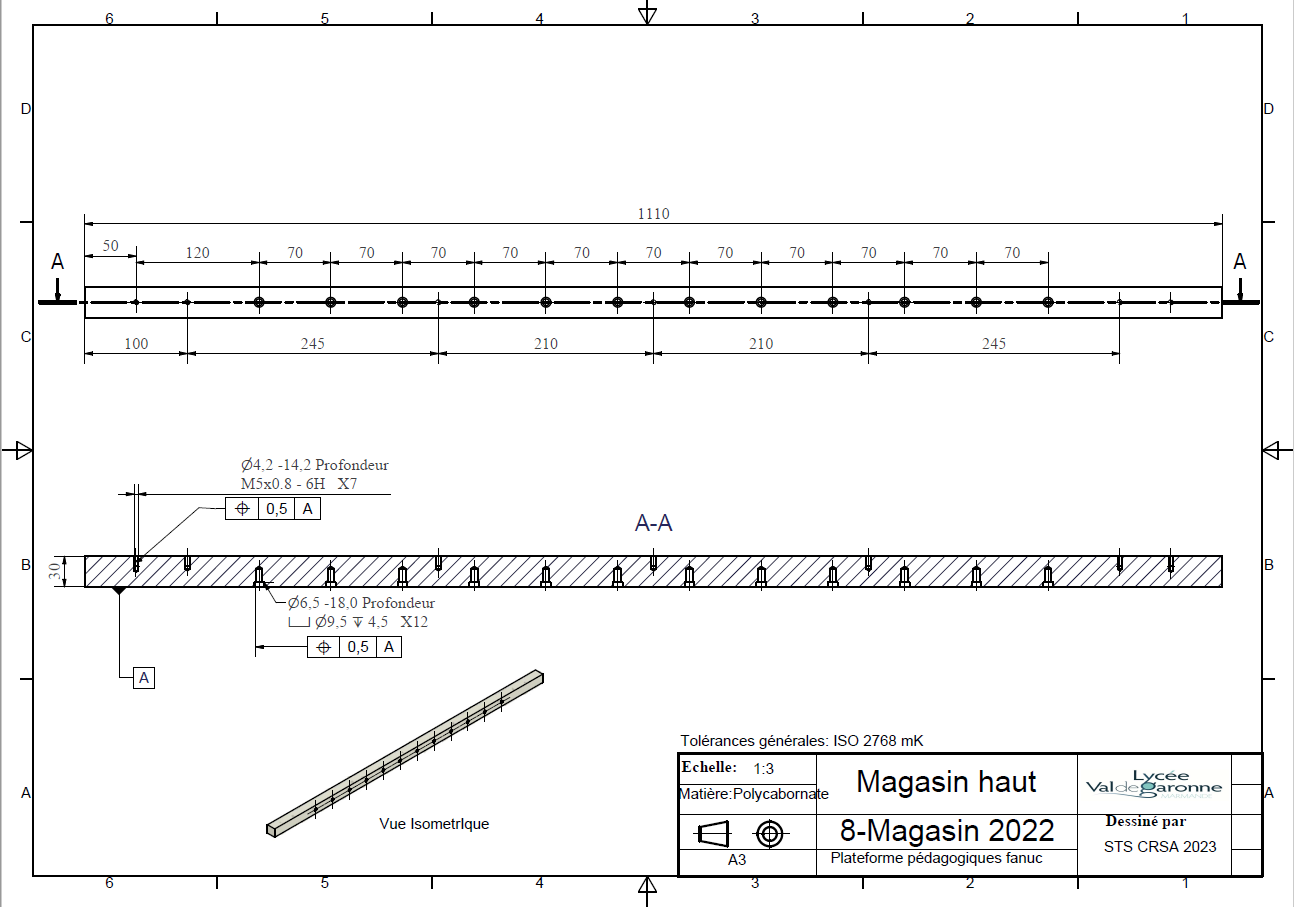 6 5 4 3 2 1
D D
1110
50 120 70 70 70 70 70 70 70 70 70 70 70
A A
C C
100 245 210 210 245
Ø4,2 -14,2 Profondeur
M5x0.8 - 6H X7
⌖ 0,5 A
A-A
B B
30
Ø6,5 -18,0 Profondeur
⌴ Ø9,5 ↧ 4,5 X12
⌖ 0,5 A
A
Vue IsometrIque
Tolérances générales: ISO 2768 mK
Echelle: 1:3
Matière:Polycabornate
Magasin haut
Lycée
Val de garonne
A A
8-Magasin 2022
Dessiné par
STS CRSA 2023
A3
Plateforme pédagogiques fanuc
6 5 4 3 2 1